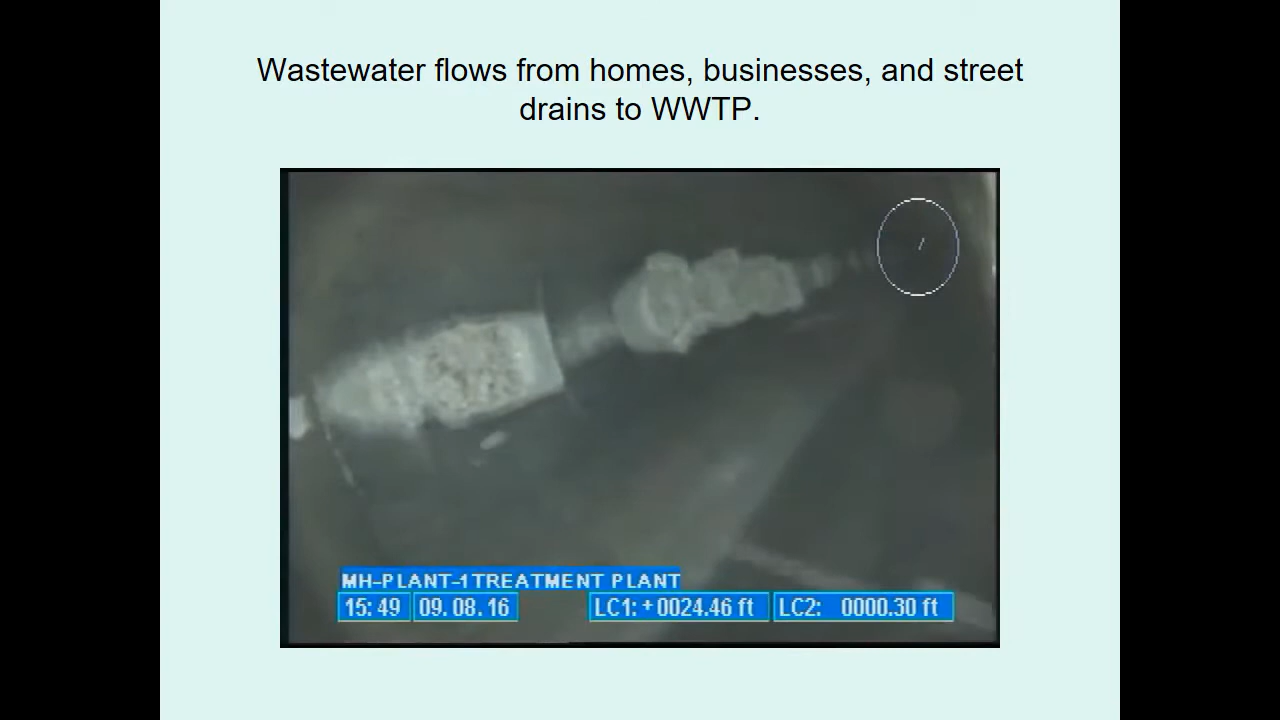 Wastewater flows from homes, businesses, and street
drains to WWTP.
MH-PLANT-1TREATMENT PLANT
15: 49 09. 08. 16 LC1: +0024.46 ft LC2: 0000.30 ft